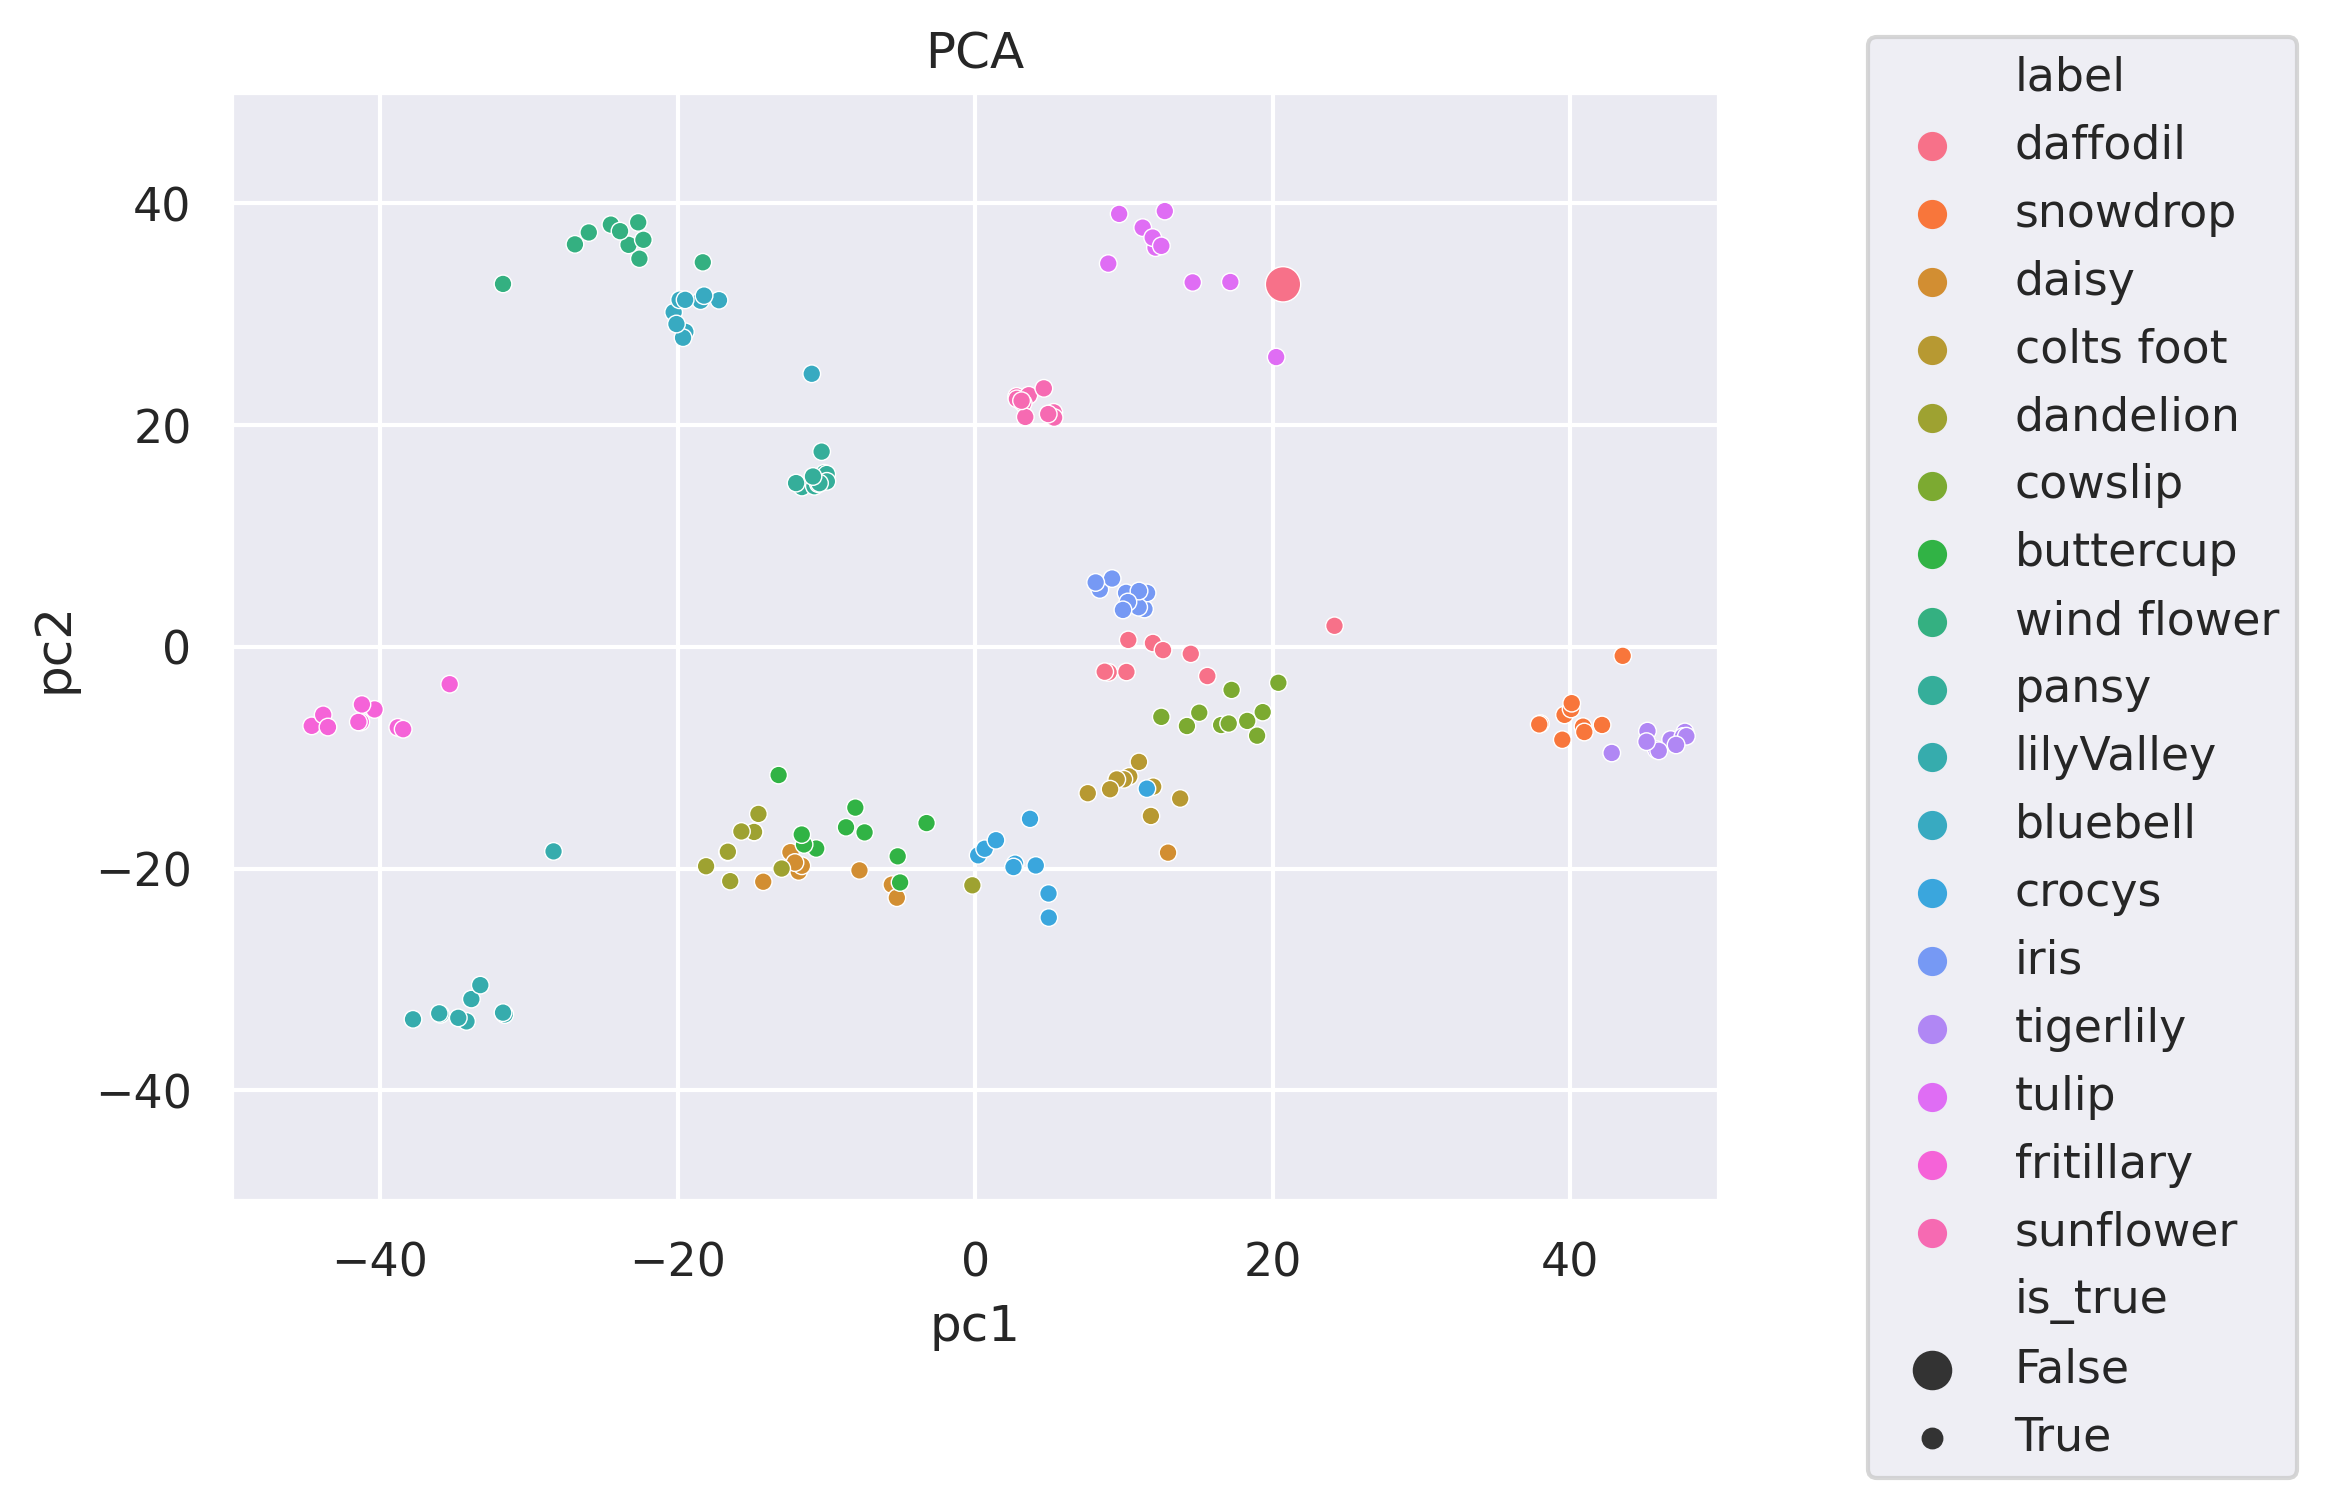 PCA
40
20
0
−20
−40
pc2
−40
−20
0
20
40
pc1
label
daffodil
snowdrop
daisy
colts foot
dandelion
cowslip
buttercup
wind flower
pansy
lilyValley
bluebell
crocys
iris
tigerlily
tulip
fritillary
sunflower
is_true
False
True